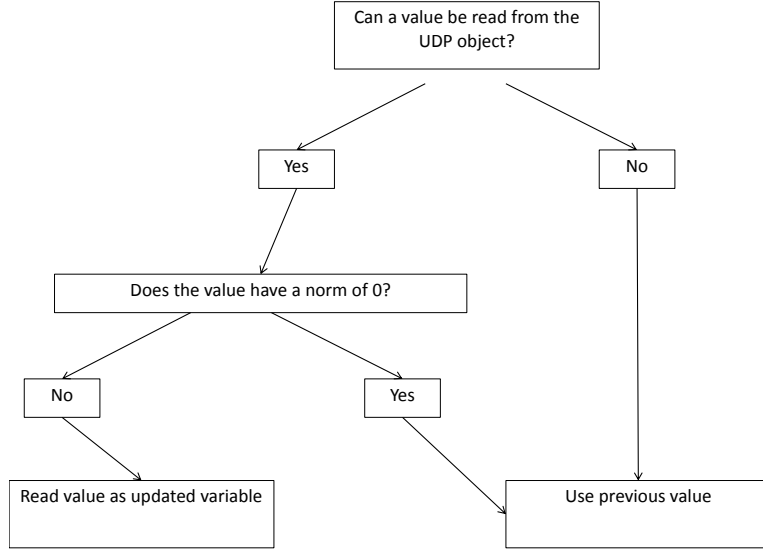 Can a value be read from the
UDP object?
Yes
No
Does the value have a norm of 0?
No
Yes
Read value as updated variable
Use previous value